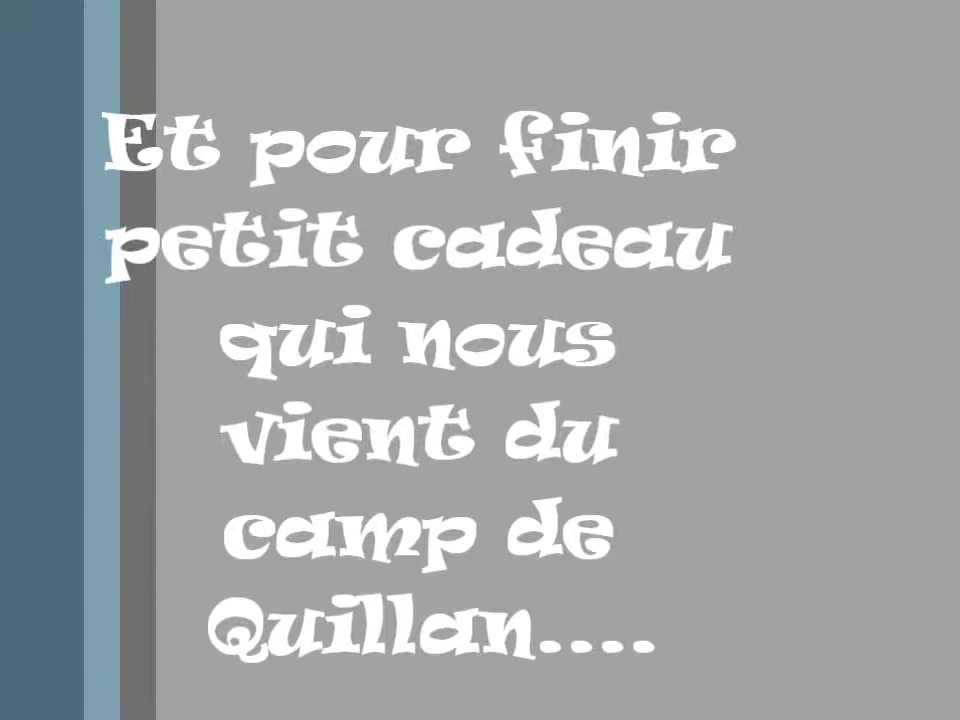 Et pour finir
petit cadeau
qui nous
vient du
camp de
Quillan....